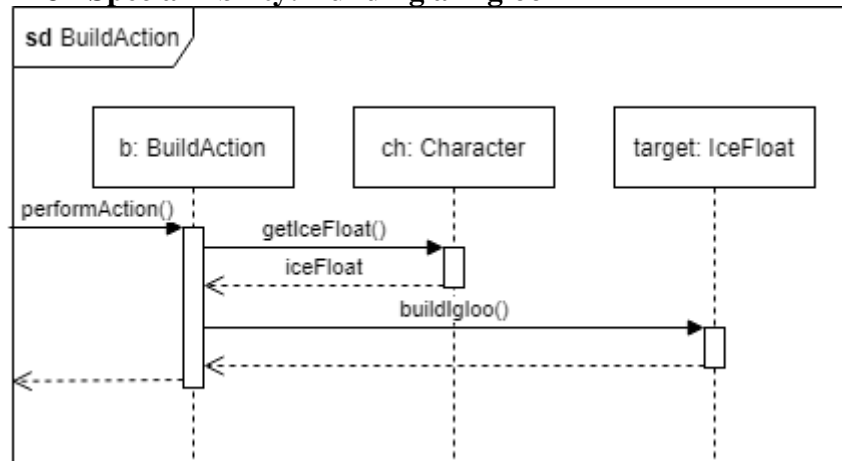 sd BuildAction
b: BuildAction
ch: Character
target: IceFloat
performAction()
getIceFloat()
iceFloat
buildIgloo()